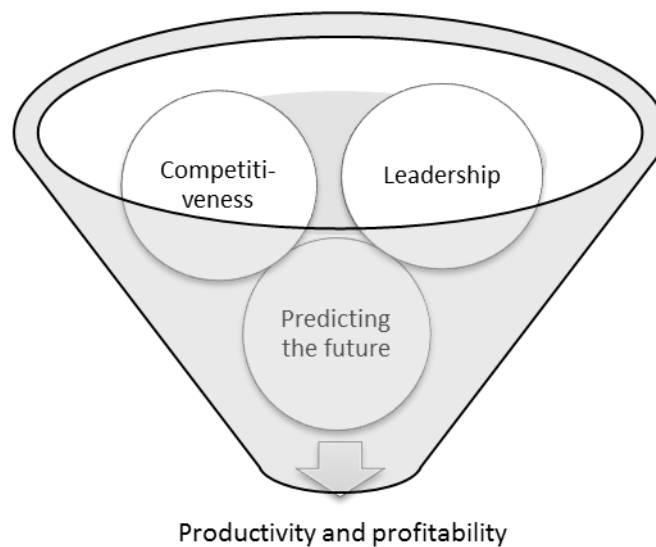 Competiti-
veness
Leadership
Predicting
the future
Productivity and profitability